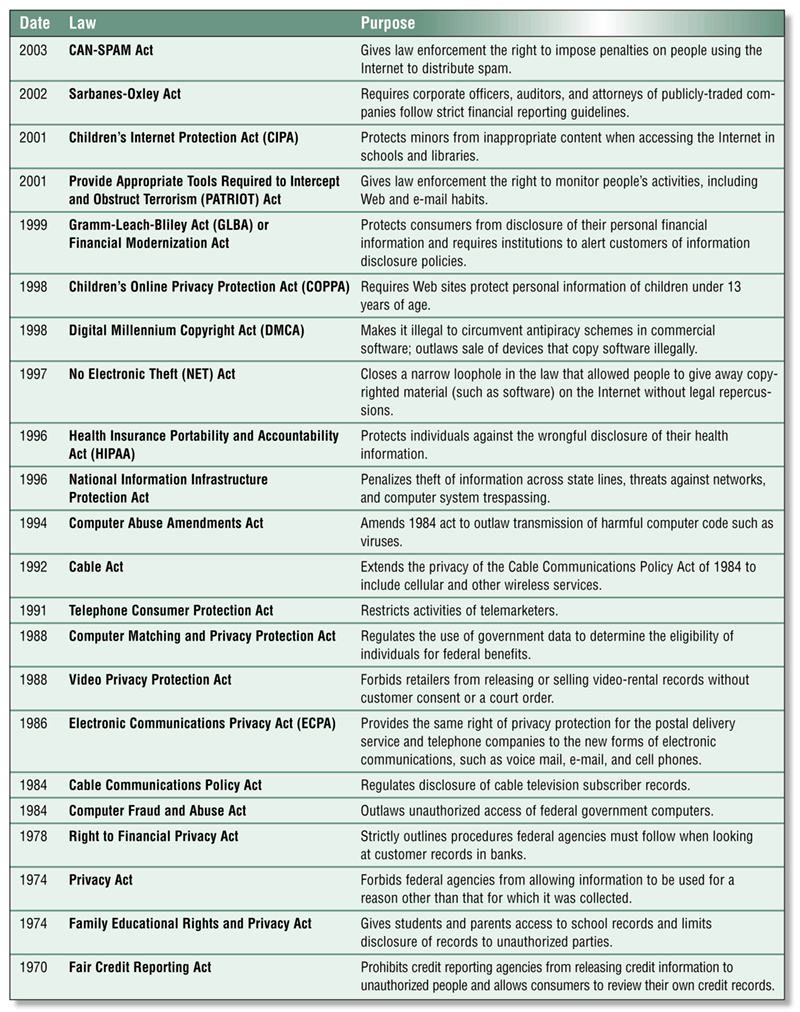 Date Law Purpose
2003 CAN-SPAM Act Gives law enforcement the right to impose penalties on people using the
Internet to distribute spam.
2002 Sarbanes-Oxley Act Requires corporate officers, auditors, and attorneys of publicly-traded com-
panies follow strict financial reporting guidelines.
2001 Children's Internet Protection Act (CIPA) Protects minors from inappropriate content when accessing the Internet in
schools and libraries.
2001 Provide Appropriate Tools Required to Intercept Gives law enforcement the right to monitor people's activities, including
and Obstruct Terrorism (PATRIOT) Act Web and e-mail habits.
1999 Gramm-Leach-Bliley Act (GLBA) or Protects consumers from disclosure of their personal financial
Financial Modernization Act information and requires institutions to alert customers of information
disclosure policies.
1998 Children's Online Privacy Protection Act (COPPA) Requires Web sites protect personal information of children under 13
years of age.
1998 Digital Millennium Copyright Act (DMCA) Makes it illegal to circumvent antipiracy schemes in commercial
software; outlaws sale of devices that copy software illegally.
1997 No Electronic Theft (NET) Act Closes a narrow loophole in the law that allowed people to give away copy-
righted material (such as software) on the Internet without legal repercus-
sions.
1996 Health Insurance Portability and Accountability Protects individuals against the wrongful disclosure of their health
Act (HIPAA) information.
1996 National Information Infrastructure Penalizes theft of information across state lines, threats against networks,
Protection Act and computer system trespassing.
1994 Computer Abuse Amendments Act Amends 1984 act to outlaw transmission of harmful computer code such as
viruses.
1992 Cable Act Extends the privacy of the Cable Communications Policy Act of 1984 to
include cellular and other wireless services.
1991 Telephone Consumer Protection Act Restricts activities of telemarketers.
1988 Computer Matching and Privacy Protection Act Regulates the use of government data to determine the eligibility of
individuals for federal benefits.
1988 Video Privacy Protection Act Forbids retailers from releasing or selling video-rental records without
customer consent or a court order.
1986 Electronic Communications Privacy Act (ECPA) Provides the same right of privacy protection for the postal delivery
service and telephone companies to the new forms of electronic
communications, such as voice mail, e-mail, and cell phones.
1984 Cable Communications Policy Act Regulates disclosure of cable television subscriber records.
1984 Computer Fraud and Abuse Act Outlaws unauthorized access of federal government computers.
1978 Right to Financial Privacy Act Strictly outlines procedures federal agencies must follow when looking
at customer records in banks.
1974 Privacy Act Forbids federal agencies from allowing information to be used for a
reason other than that for which it was collected.
1974 Family Educational Rights and Privacy Act Gives students and parents access to school records and limits
disclosure of records to unauthorized parties.
1970 Fair Credit Reporting Act Prohibits credit reporting agencies from releasing credit information to
unauthorized people and allows consumers to review their own credit records.